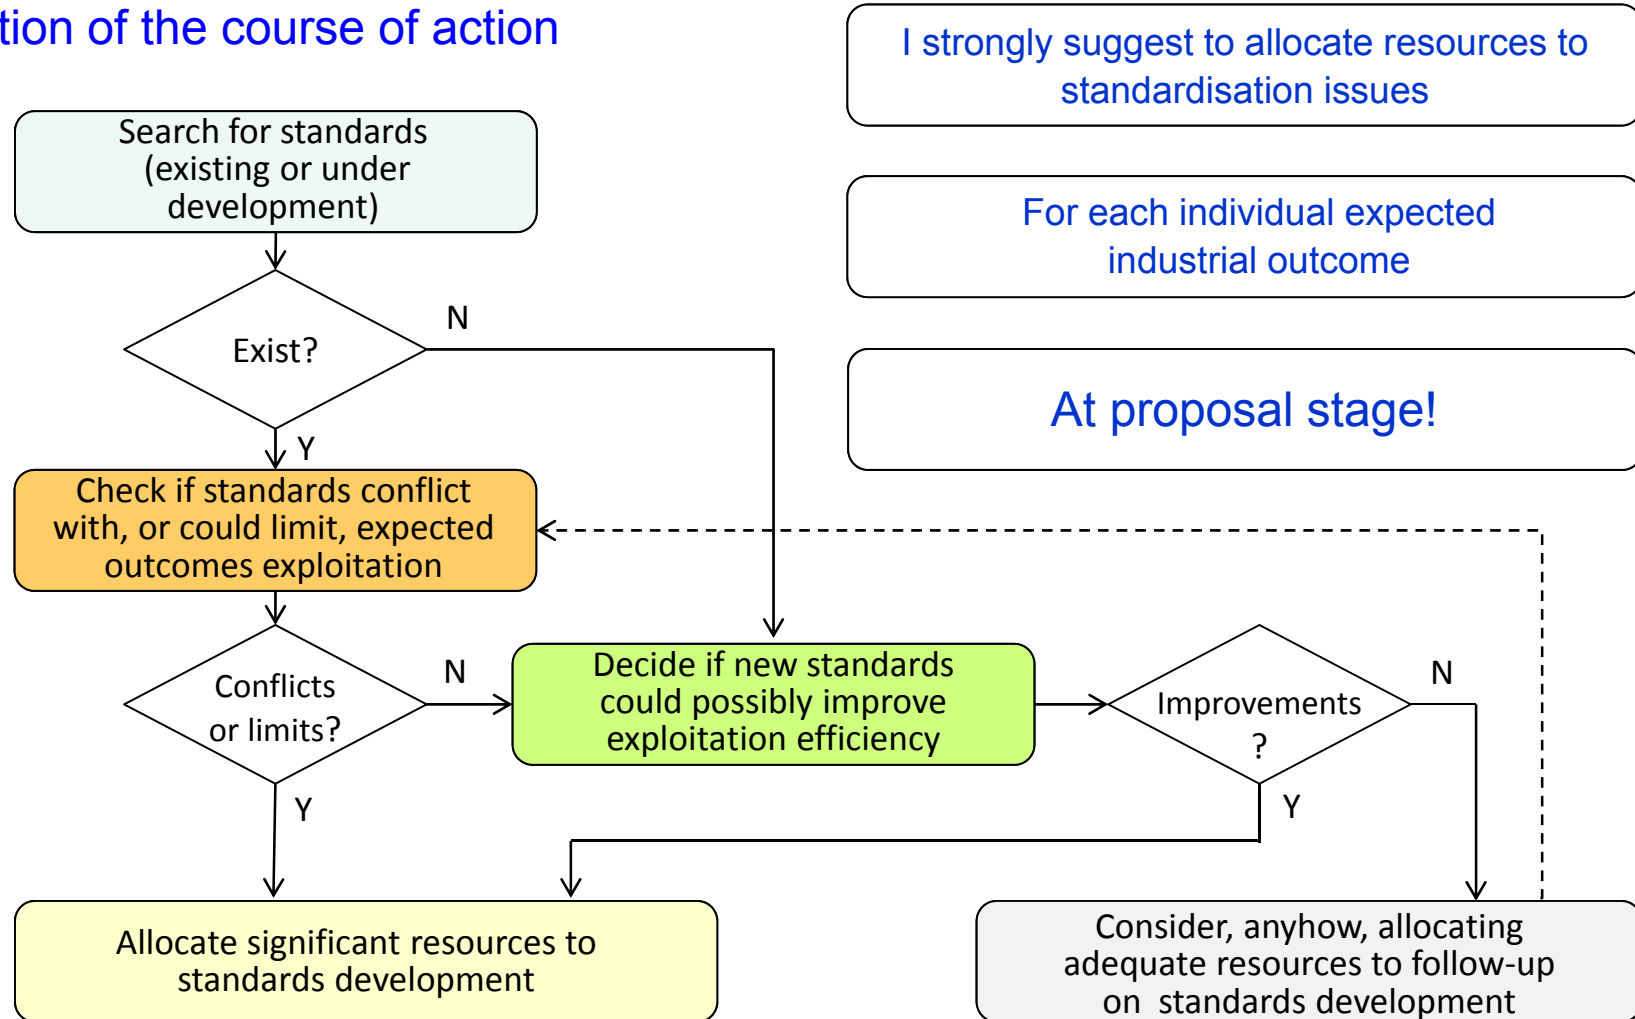 tion of the course of action
I strongly suggest to allocate resources to
standardisation issues
For each individual expected
industrial outcome
At proposal stage!
Search for standards
(existing or under
development)
Exist?
N
Y
Check if standards conflict
with, or could limit, expected
outcomes exploitation
Conflicts
or limits?
N
Y
Decide if new standards
could possibly improve
exploitation efficiency
Improvements
?
N
Y
Allocate significant resources to
standards development
Consider, anyhow, allocating
adequate resources to follow-up
on standards development